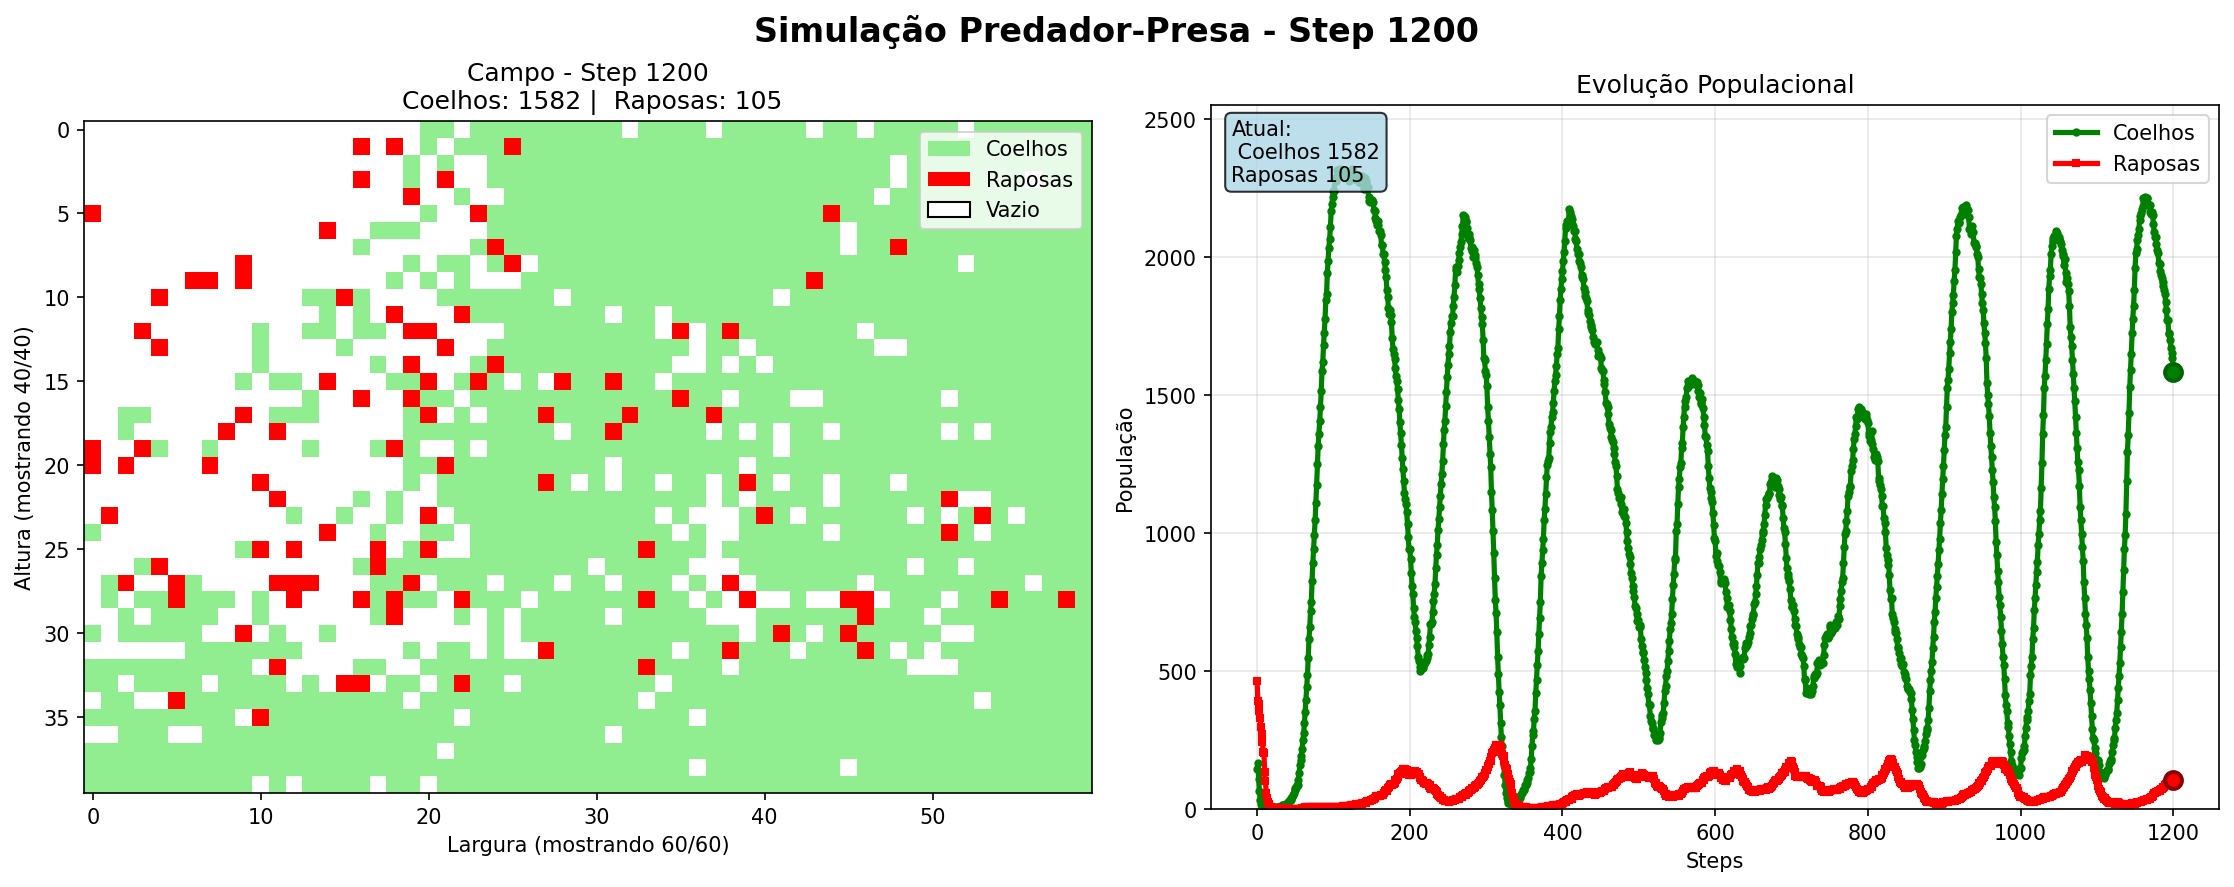 Simulação Predador-Presa - Step 1200
Campo - Step 1200
Coelhos: 1582 |  Raposas: 105
Coelhos
Raposas
Vazio
0
5
10
15
20
25
30
35
Altura (mostrando 40/40)
0
10
20
30
40
50
Largura (mostrando 60/60)
Evolução Populacional
Atual:
Coelhos 1582
Raposas 105
Coelhos
Raposas
2500
2000
1500
1000
500
0
População
0
200
400
600
800
1000
1200
Steps